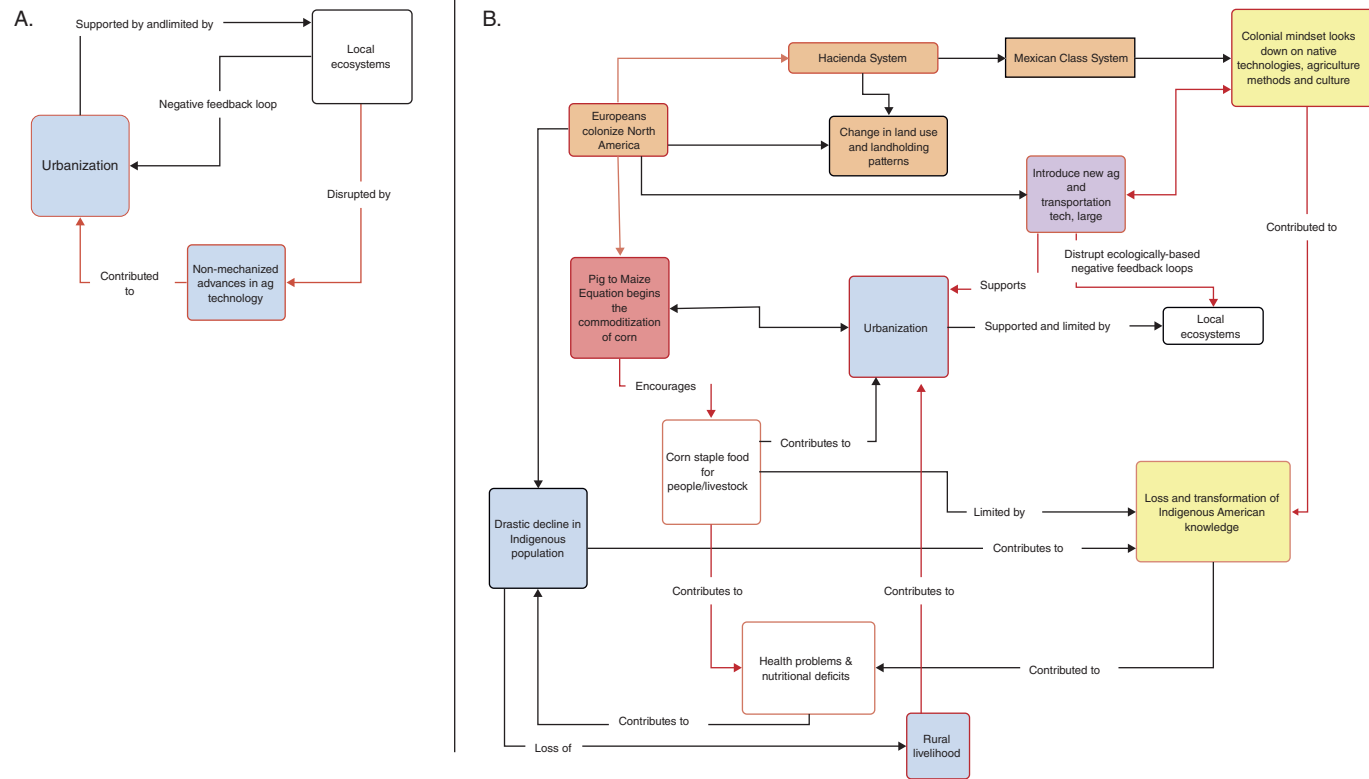 A.
Supported by andlimited by
Local
ecosystems
Negative feedback loop
Urbanization
Disrupted by
Contributed
to
Non-mechanized
advances in ag
technology
B.
Hacienda System
Mexican Class System
Colonial mindset looks
down on native
technologies, agriculture
methods and culture
Europeans
colonize North
America
Change in land use
and landholding
patterns
Introduce new ag
and
transportation
tech, large
Contributed to
Distrupt ecologically-based
negative feedback loops
Pig to Maize
Equation begins
the
commoditization
of corn
Supports
Urbanization
Supported and limited by
Local
ecosystems
Encourages
Corn staple food
for
people/livestock
Contributes to
Limited by
Loss and transformation of
Indigenous American
knowledge
Drastic decline in
Indigenous
population
Contributes to
Contributes to
Contributes to
Health problems &
nutritional deficits
Contributed to
Contributes to
Loss of
Rural
livelihood